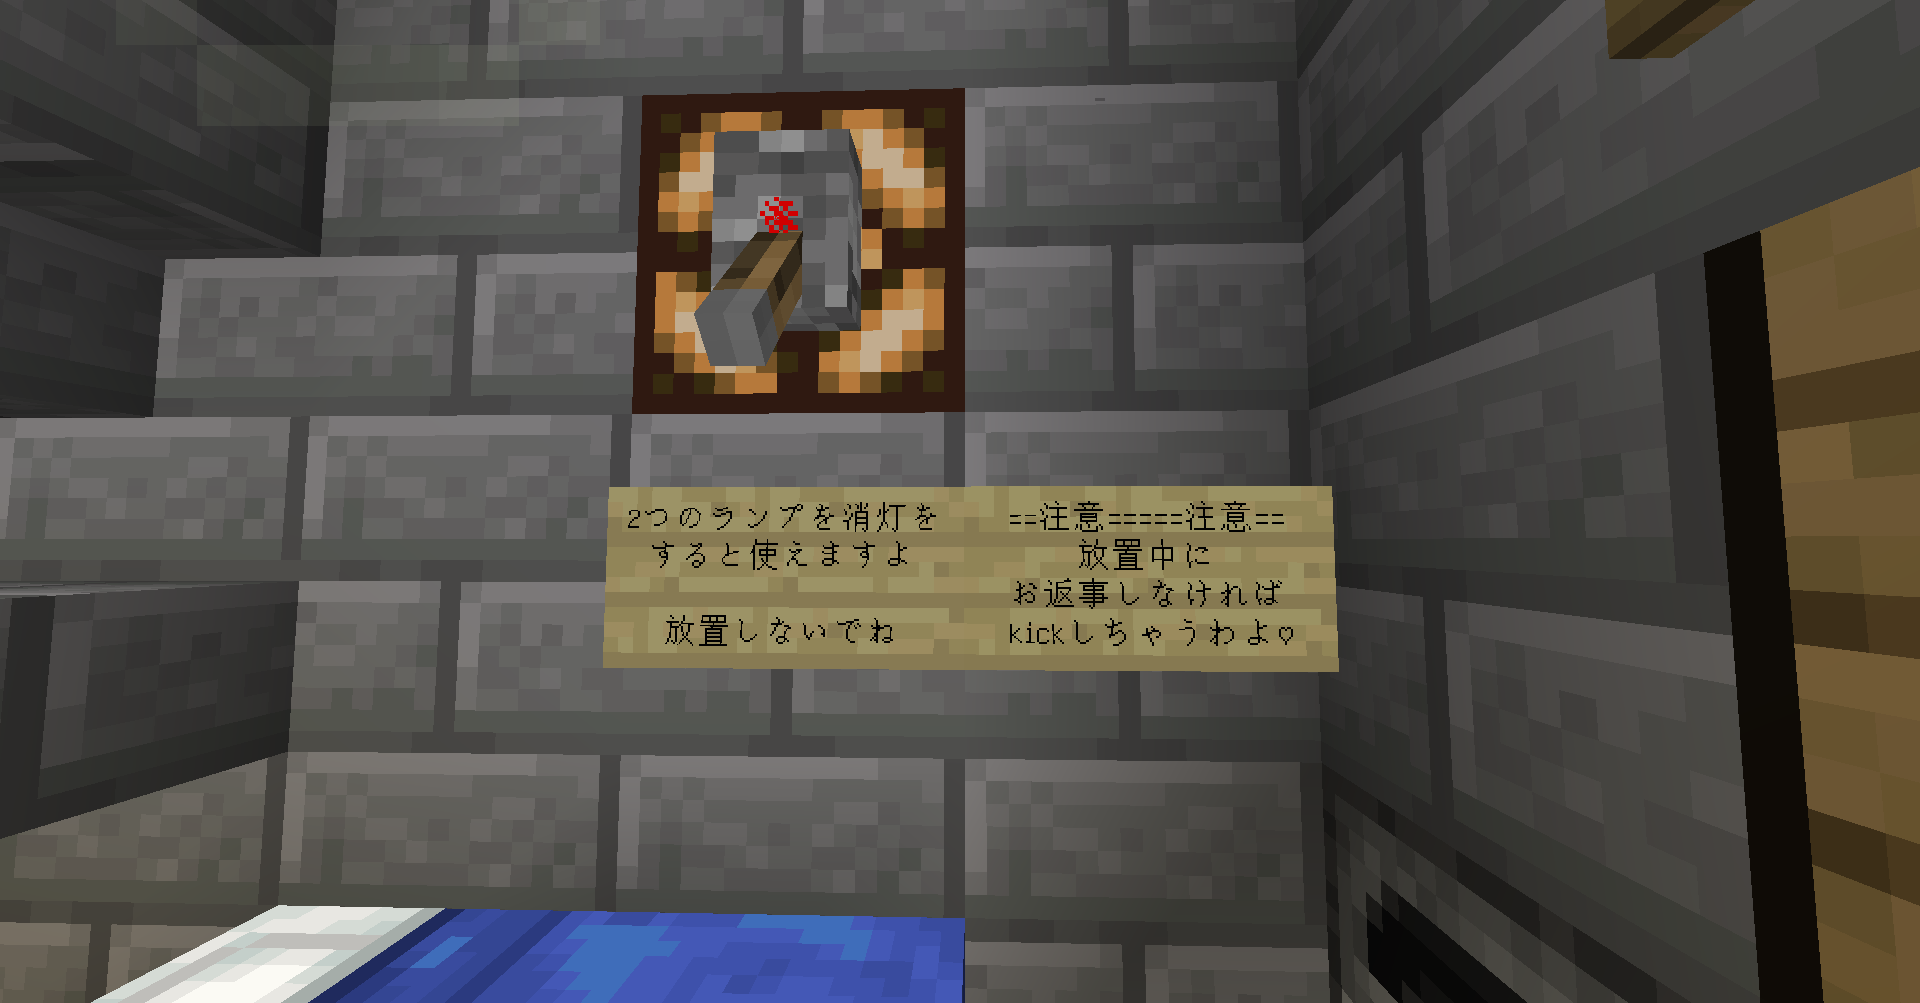 2つのランプを消灯を
すると使えますよ
放置しないでね
==注意=====注意==
放置中に
お返事しなければ
kickしちゃうわよ♡